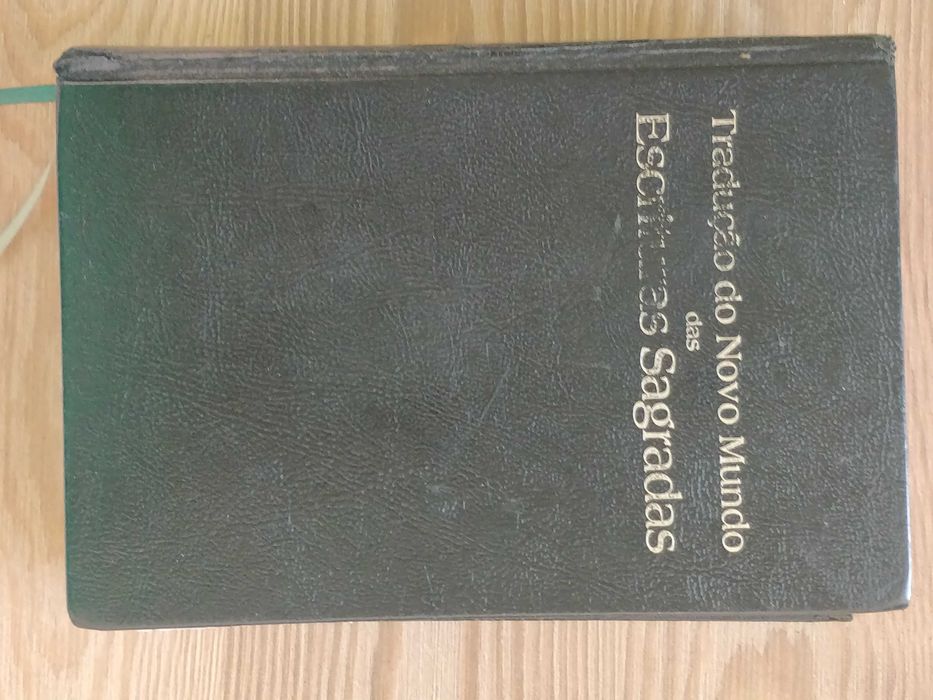 Tradução do Novo Mundo
das
Escrituras Sagradas